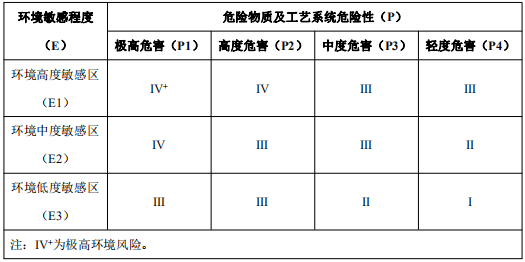 环境敏感程度 危险物质及工艺系统危险性（P）
（E） 极高危害（P1） 高度危害（P2） 中度危害（P3） 轻度危害（P4）
环境高度敏感区
（E1） IV+ IV III III
环境中度敏感区
（E2） IV III III II
环境低度敏感区
（E3） III III II I
注：IV+为极高环境风险。